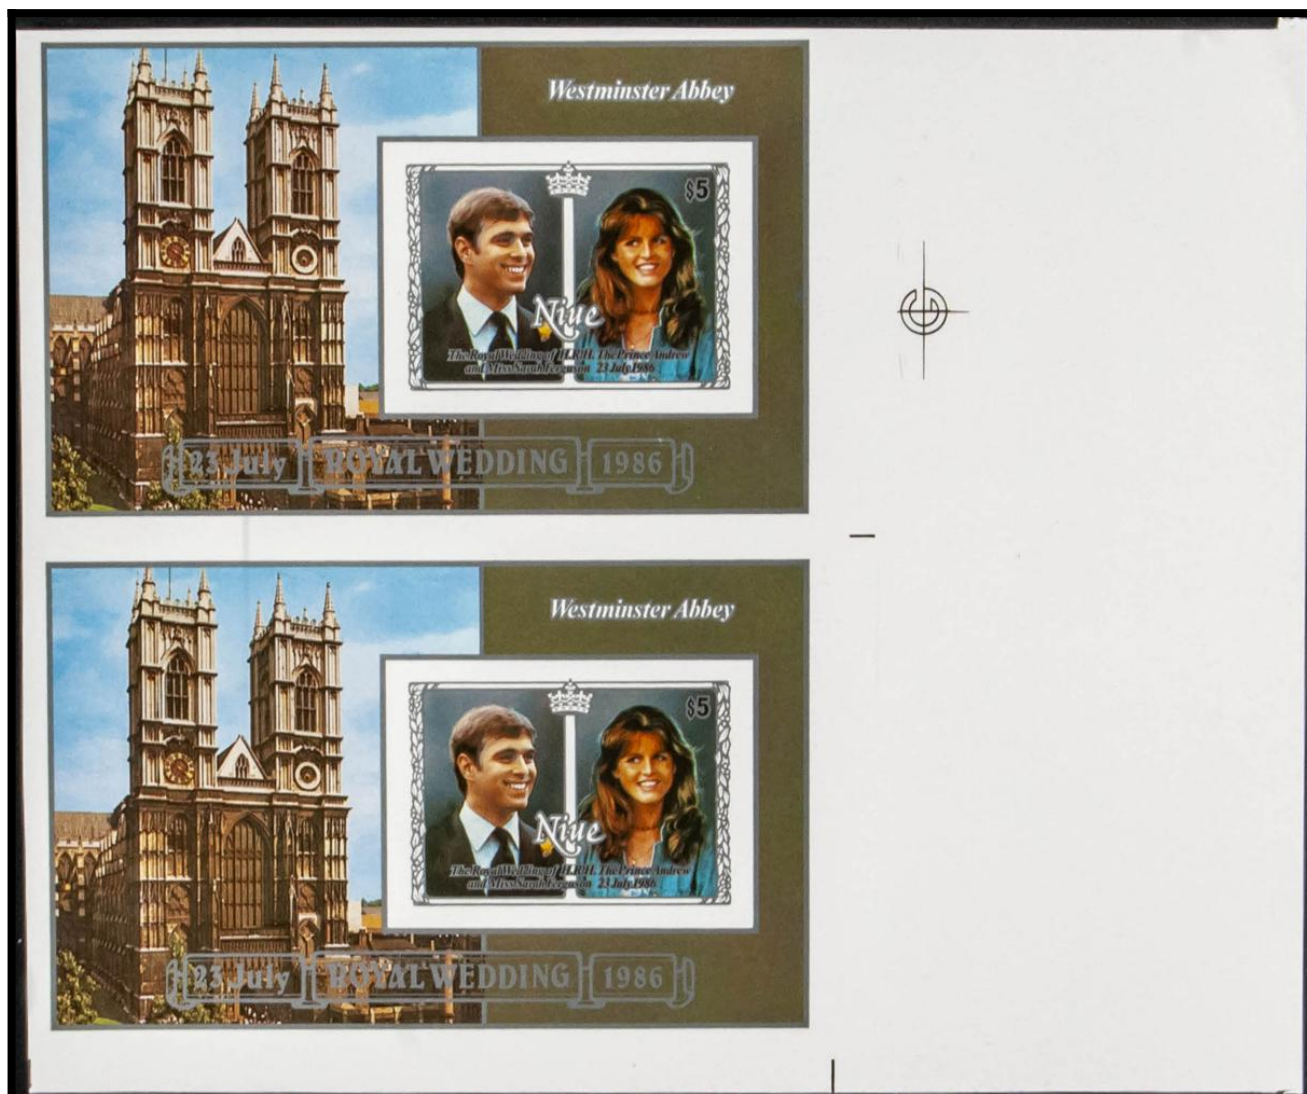 Westminster Abbey
$5
Niue
The Royal Wedding of H.R.H. The Prince Andrew
and Miss Sarah Ferguson 23 July 1986
23 July ROYAL WEDDING 1986
Westminster Abbey
$5
Niue
The Royal Wedding of H.R.H. The Prince Andrew
and Miss Sarah Ferguson 23 July 1986
23 July ROYAL WEDDING 1986